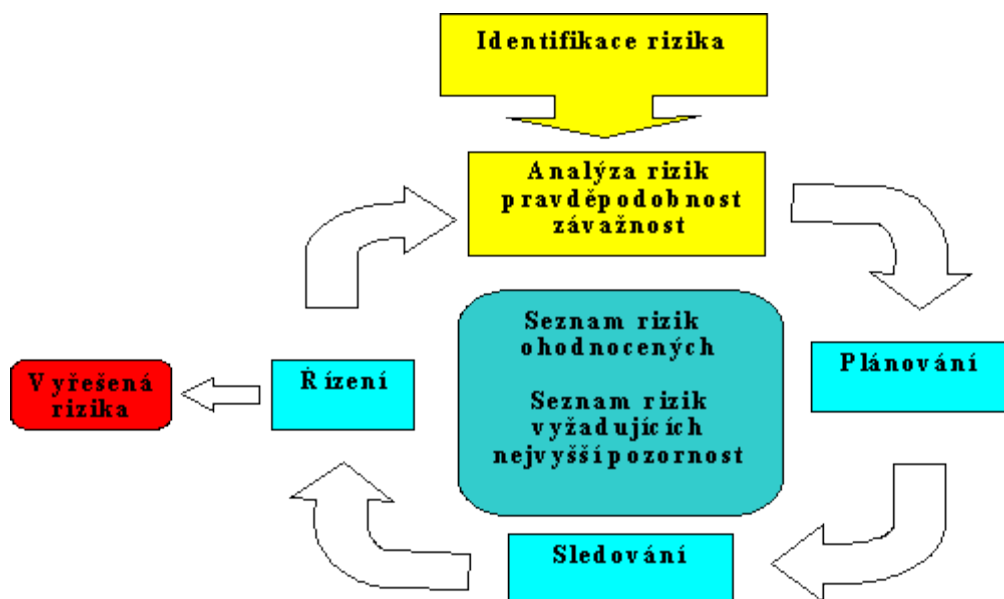 Identifikace rizika
Analýza rizik
pravděpodobnost
závažnost
Seznam rizik
ohodnocených
Seznam rizik
vyžadujících
nejvyšší pozornost
Plánování
Sledování
Řízení
Vyřešená
rizika